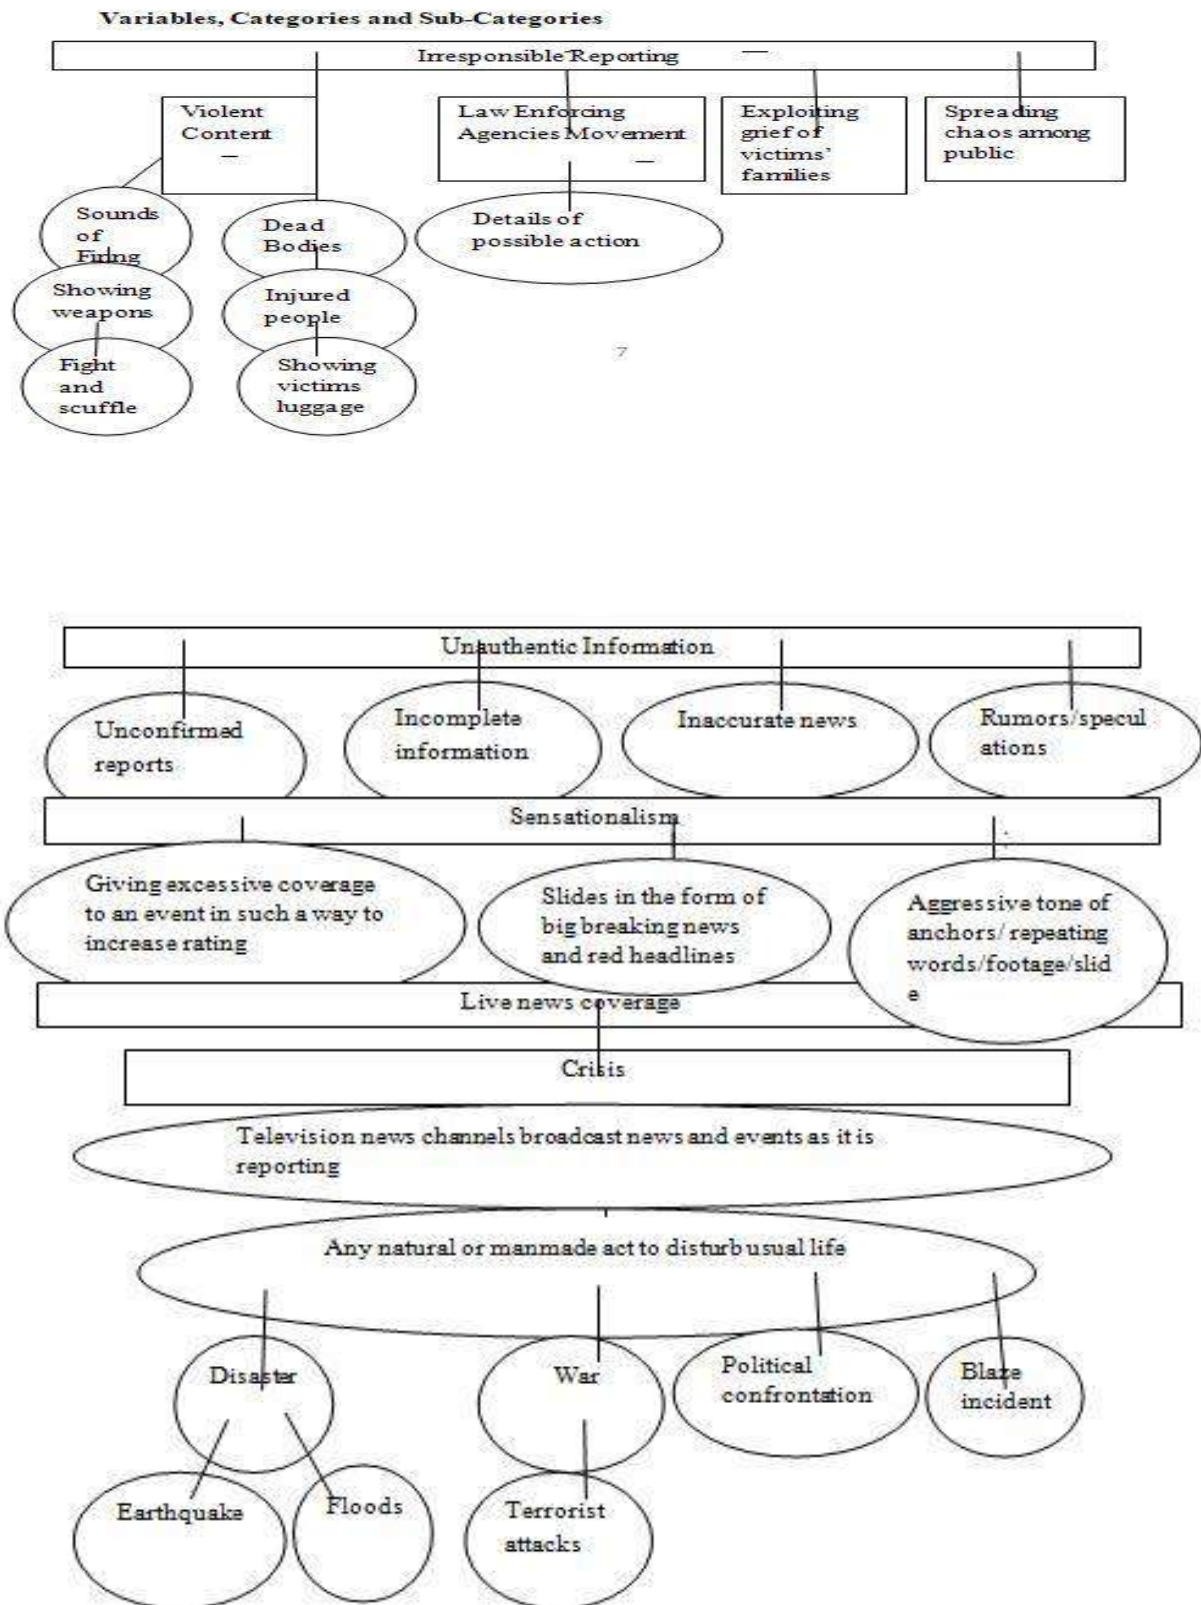 Variables, Categories and Sub-Categories
Irresponsible Reporting
Violent
Content
Law Enforcing
Agencies Movement
Exploiting
grief of
victims'
families
Spreading
chaos among
public
Sounds
of
Firing
Dead
Bodies
Details of
possible action
Showing
weapons
Injured
people
Fight
and
scuffle
Showing
victims
luggage
7
Unauthentic Information
Unconfirmed
reports
Incomplete
information
Inaccurate news
Rumors/specul
ations
Sensationalism
Giving excessive coverage
to an event in such a way to
increase rating
Slides in the form of
big breaking news
and red headlines
Aggressive tone of
anchors/ repeating
words/footage/slid
e
Live news coverage
Crisis
Television news channels broadcast news and events as it is
reporting
Any natural or manmade act to disturb usual life
Disaster
War
Political
confrontation
Blaze
incident
Earthquake
Floods
Terrorist
attacks